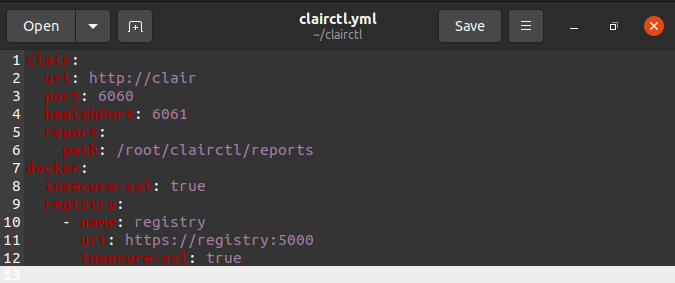 Open
clairctl.yml
~/clairctl
Save
1 clair:
2   uri: http://clair
3   port: 6060
4   healthPort: 6061
5   report:
6     path: /root/clairctl/reports
7 docker:
8   insecure-ssl: true
9   registry:
10     - name: registry
11       uri: https://registry:5000
12       insecure-ssl: true
13